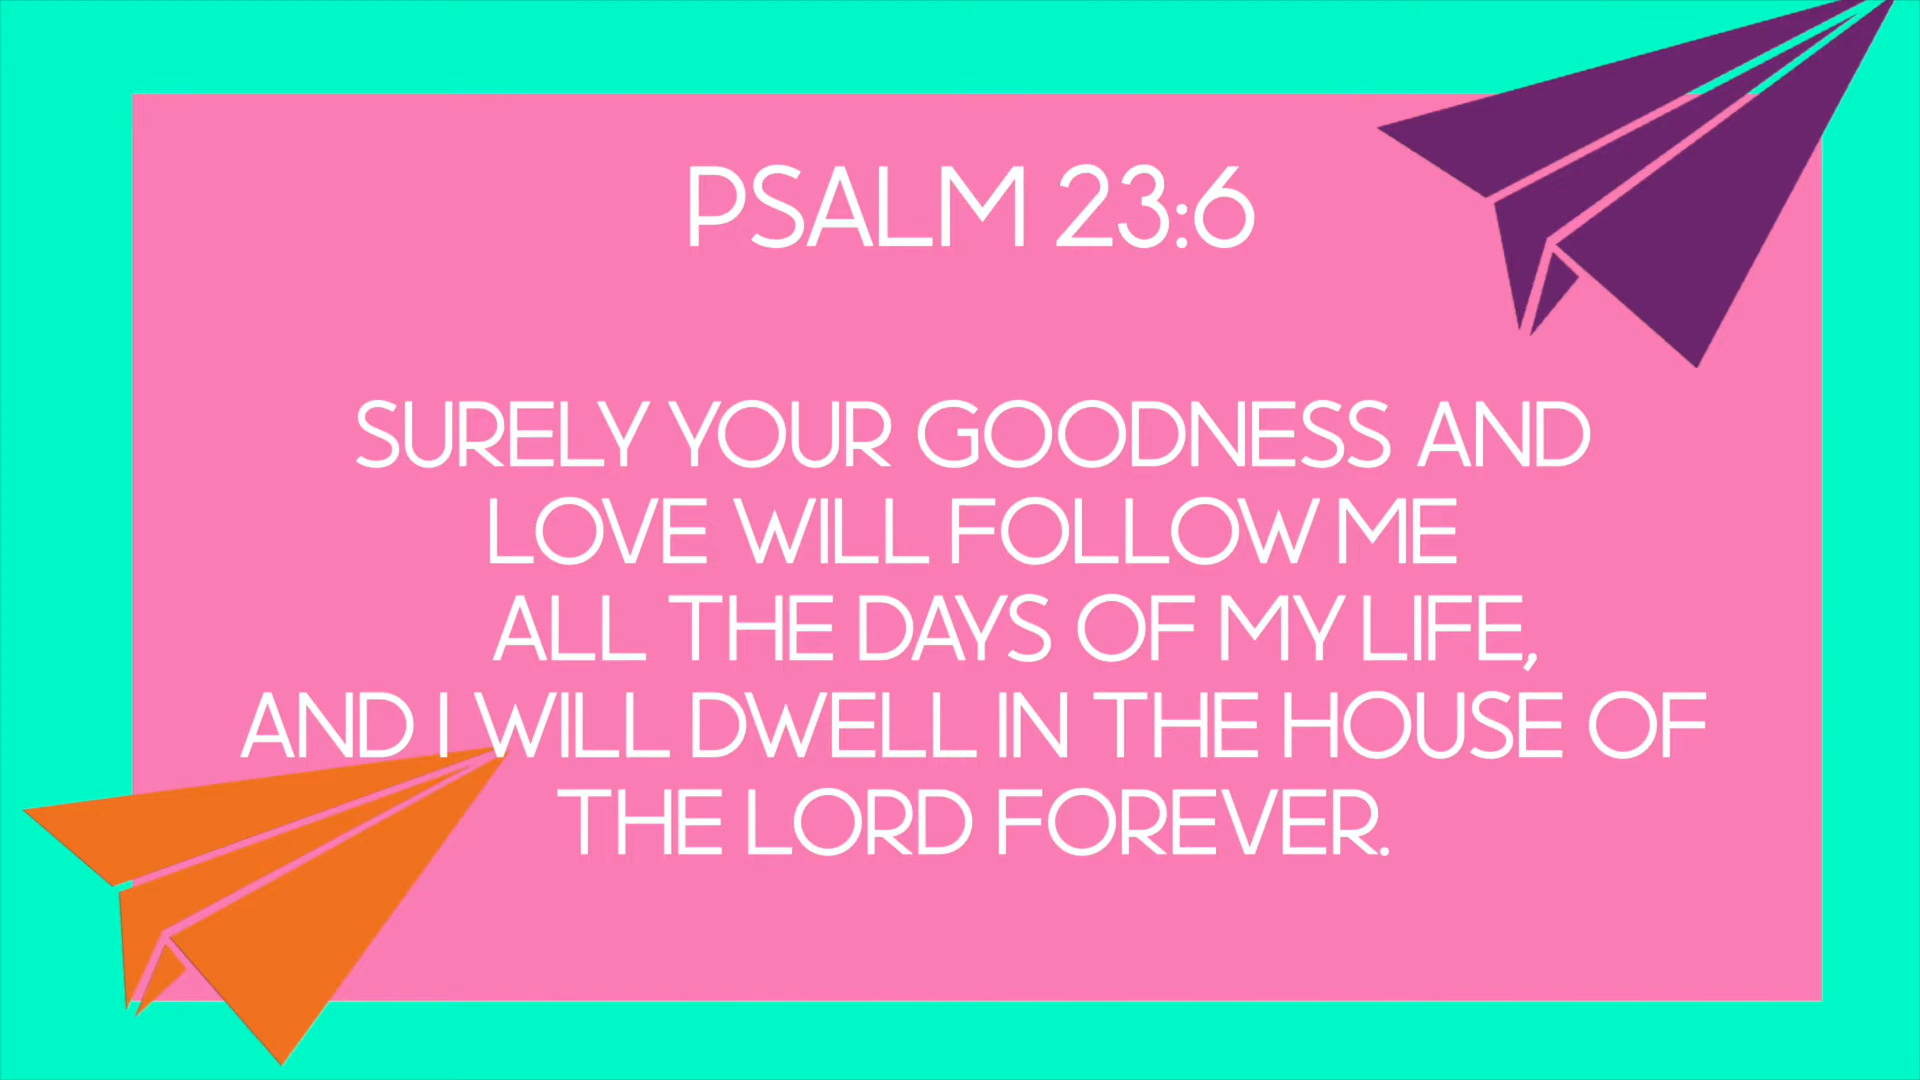 PSALM 23:6
SURELY YOUR GOODNESS AND
LOVE WILL FOLLOW ME
ALL THE DAYS OF MY LIFE,
AND I WILL DWELL IN THE HOUSE OF
THE LORD FOREVER.